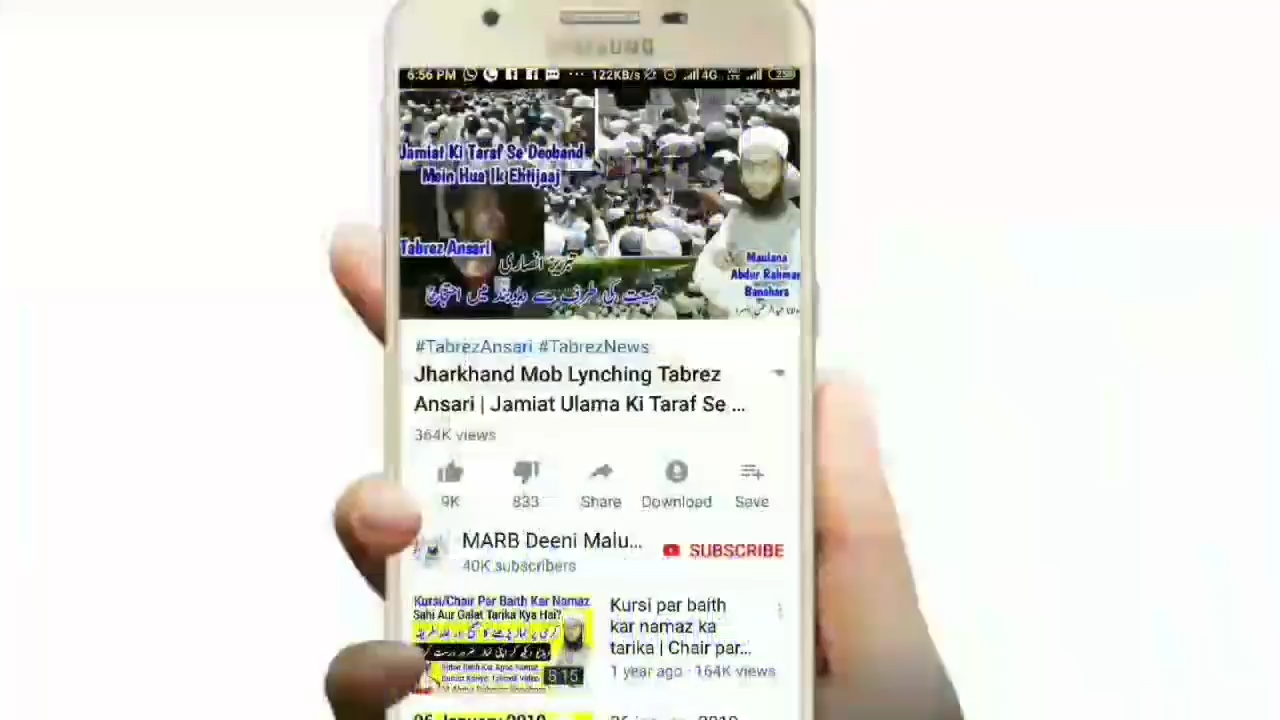 SAMSUNG
6:56 PM
122KB/s
4G
Jamiat Ki Taraf Se Deoband
Mein Hua Ik Ehtijaaj
Tabrez Ansari
تبریز انصاری
جمیعت کی طرف سے دیوبند میں احتجاج
Maulana
Abdur Rahman
Banohara
#TabrezAnsari #TabrezNews
Jharkhand Mob Lynching Tabrez
Ansari | Jamiat Ulama Ki Taraf Se ...
364K views
9K
833
Share
Download
Save
MARB Deeni Malu...
SUBSCRIBE
40K subscribers
Kursi/Chair Par Baith Kar Namaz
Sahi Aur Galat Tarika Kya Hai?
8:15
Kursi par baith
kar namaz ka
tarika | Chair par...
1 year ago · 164K views